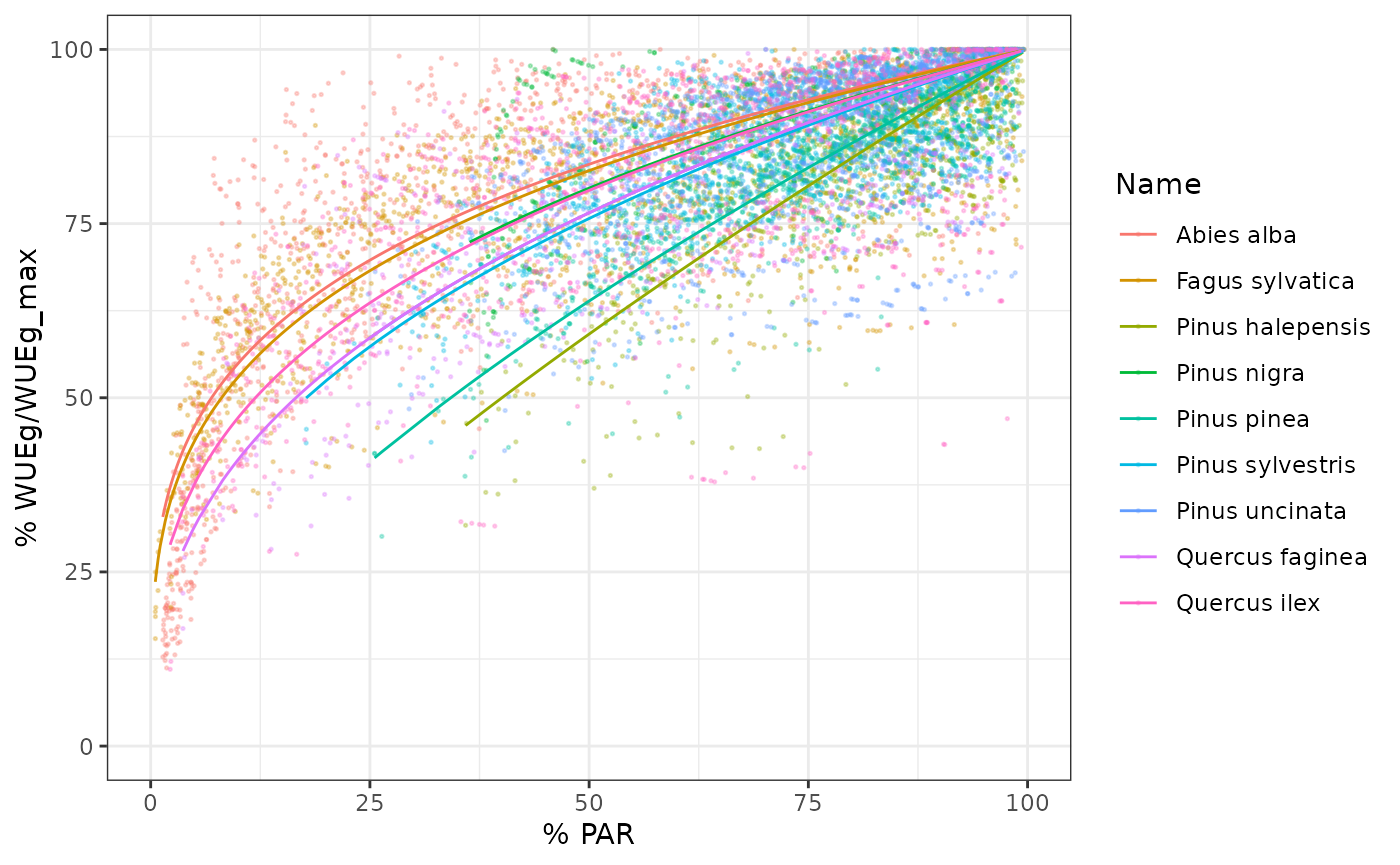 % WUEg/WUEg_max
100
75
50
25
0
0 25 50 75 100
% PAR
Name
Abies alba
Fagus sylvatica
Pinus halepensis
Pinus nigra
Pinus pinea
Pinus sylvestris
Pinus uncinata
Quercus faginea
Quercus ilex